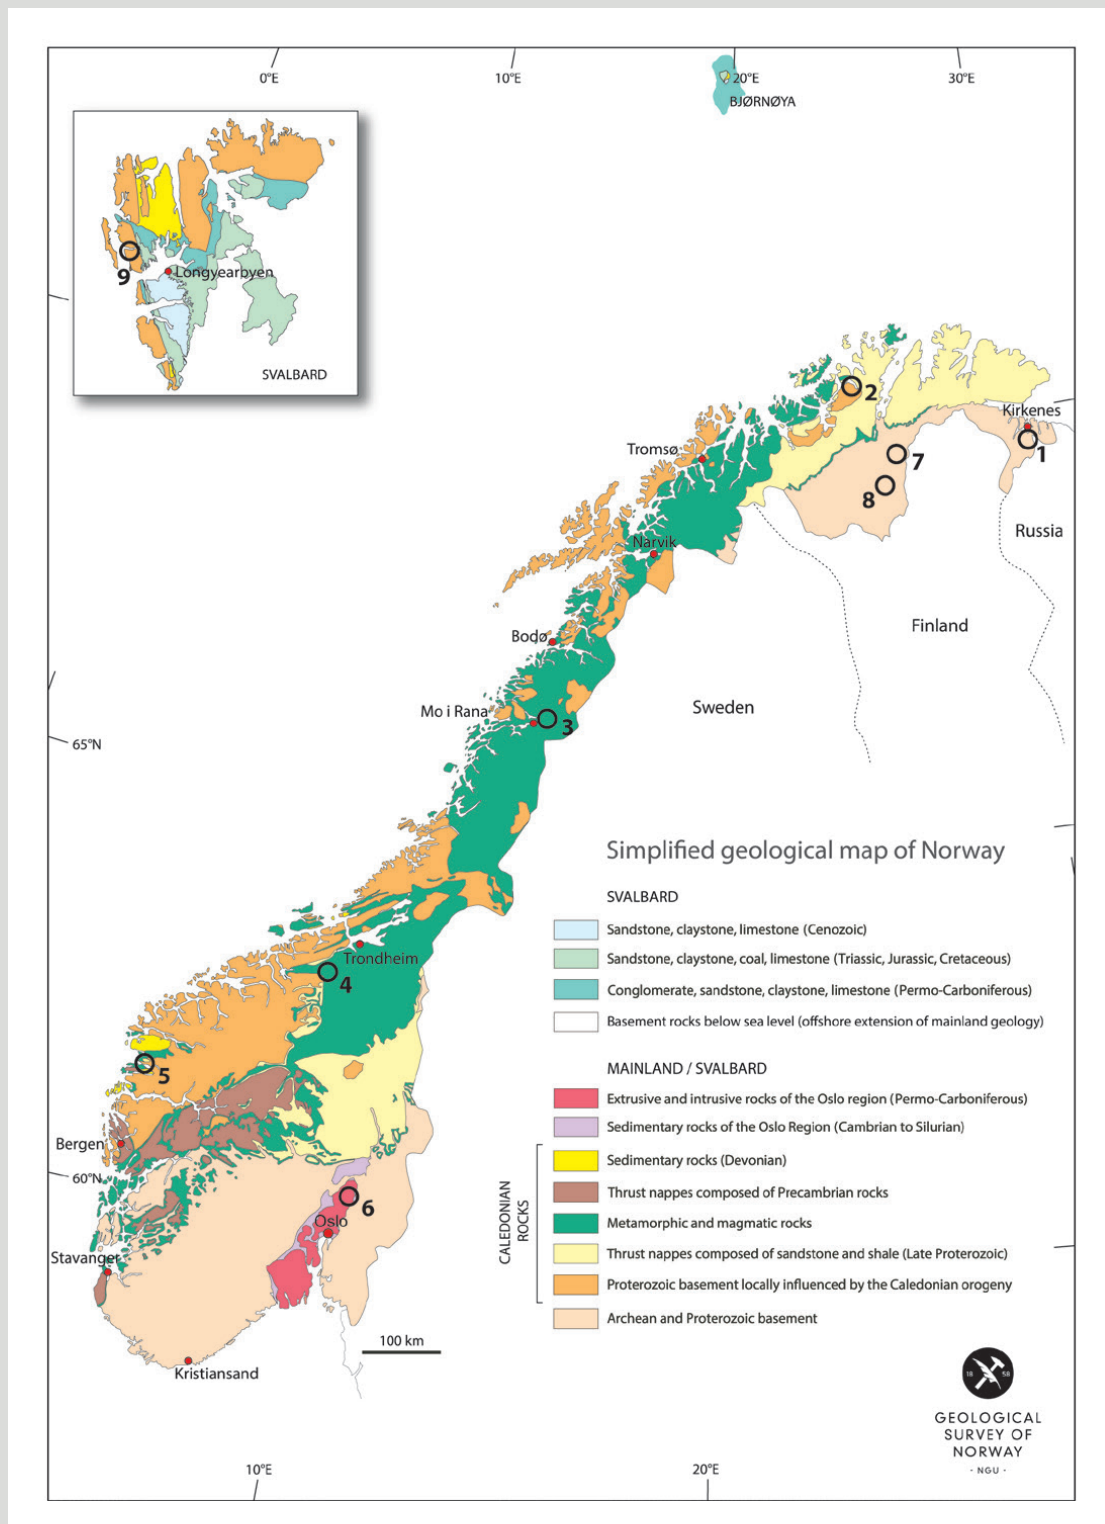 0°E
10°E
20°E
30°E
BJØRNØYA
9
Longyearbyen
SVALBARD
2
Kirkenes
1
Tromsø
7
8
Narvik
Russia
Finland
Bodø
Mo i Rana
3
Sweden
65°N
Simplified geological map of Norway
SVALBARD
Sandstone, claystone, limestone (Cenozoic)
Sandstone, claystone, coal, limestone (Triassic, Jurassic, Cretaceous)
Conglomerate, sandstone, claystone, limestone (Permo-Carboniferous)
Basement rocks below sea level (offshore extension of mainland geology)
MAINLAND / SVALBARD
Extrusive and intrusive rocks of the Oslo region (Permo-Carboniferous)
Sedimentary rocks of the Oslo Region (Cambrian to Silurian)
CALEDONIAN
ROCKS
Sedimentary rocks (Devonian)
Thrust nappes composed of Precambrian rocks
Metamorphic and magmatic rocks
Thrust nappes composed of sandstone and shale (Late Proterozoic)
Proterozoic basement locally influenced by the Caledonian orogeny
Archean and Proterozoic basement
Trondheim
4
5
Bergen
60°N
6
Oslo
Stavanger
100 km
Kristiansand
18 58
GEOLOGICAL
SURVEY OF
NORWAY
· NGU ·
10°E
20°E